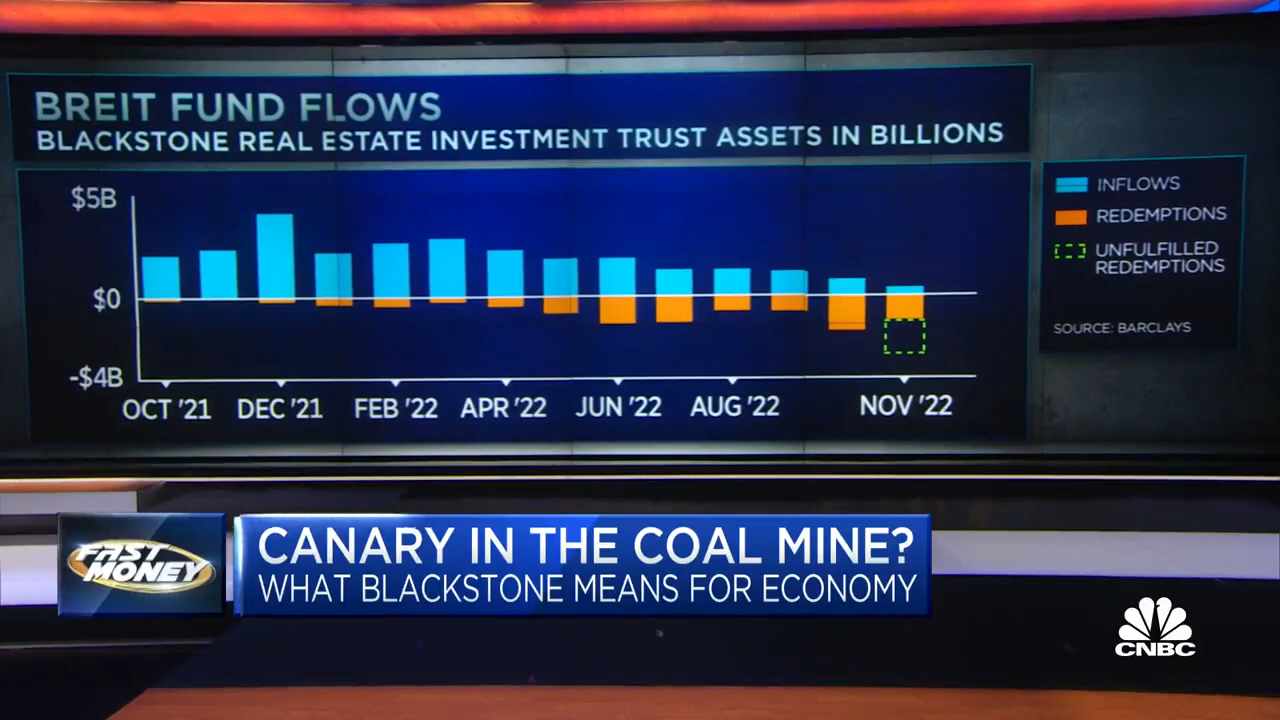 BREIT FUND FLOWS
BLACKSTONE REAL ESTATE INVESTMENT TRUST ASSETS IN BILLIONS
$5B
$0
-$4B
OCT '21
DEC '21
FEB '22
APR '22
JUN '22
AUG '22
NOV '22
INFLOWS
REDEMPTIONS
UNFULFILLED
REDEMPTIONS
SOURCE: BARCLAYS
FAST
MONEY
CANARY IN THE COAL MINE?
WHAT BLACKSTONE MEANS FOR ECONOMY
CNBC